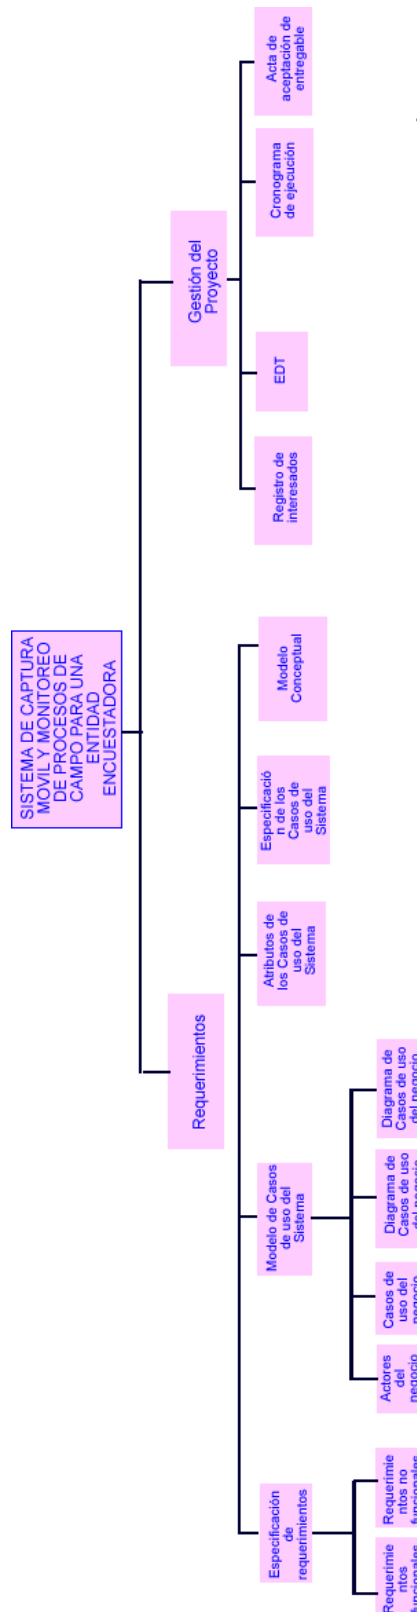 SISTEMA DE CAPTURA
MOVIL Y MONITOREO
DE PROCESOS DE
CAMPO PARA UNA
ENTIDAD
ENCUESTADORA
Requerimientos
Gestión del
Proyecto
Especificación
de
requerimientos
Modelo de Casos
de uso del
Sistema
Atributos de
los Casos de
uso del
Sistema
Especificació
n de los
Casos de
uso del
Sistema
Modelo
Conceptual
Registro de
interesados
EDT
Cronograma
de ejecución
Acta de
aceptación de
entregable
Requerimie
ntos
funcionales
Requerimie
ntos no
funcionales
Actores
del
negocio
Casos de
uso del
negocio
Diagrama de
Casos de uso
del negocio
Diagrama de
Casos de uso
del negocio